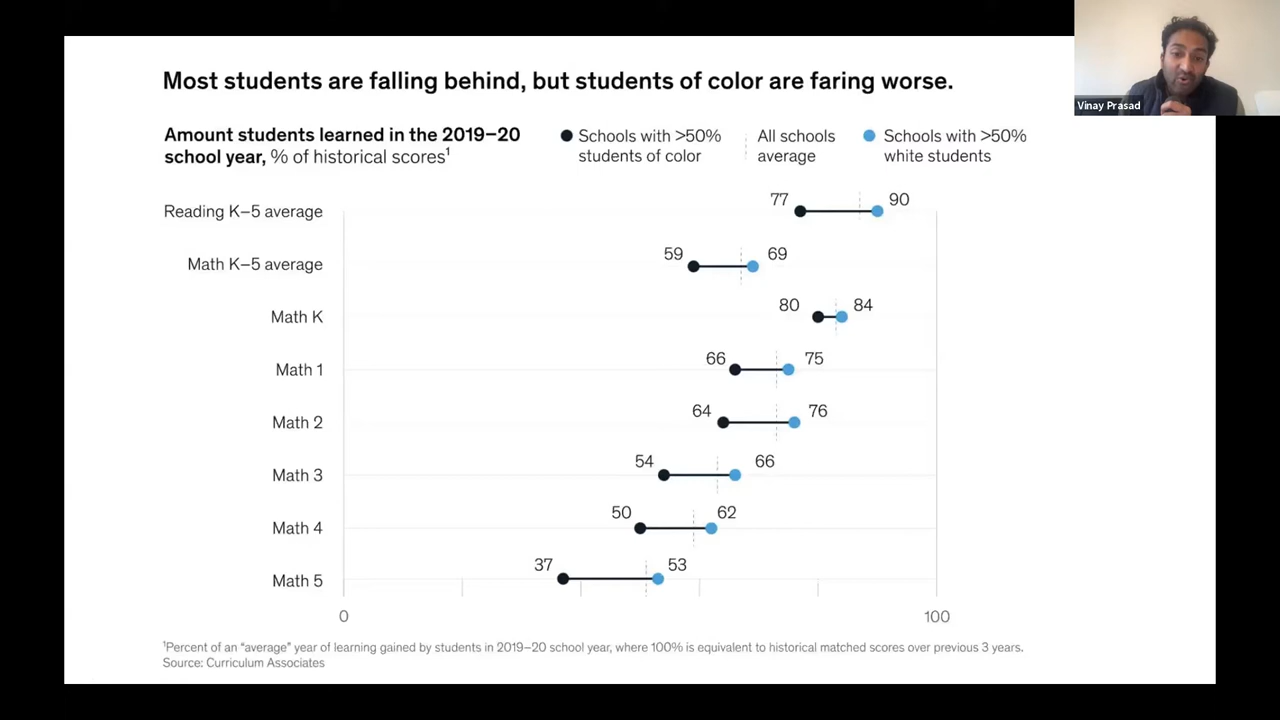 Most students are falling behind, but students of color are faring worse.
Vinay Prasad
Amount students learned in the 2019–20
school year, % of historical scores¹
Schools with >50%
students of color
All schools
average
Schools with >50%
white students
Reading K–5 average
77
90
Math K–5 average
59
69
Math K
80
84
Math 1
66
75
Math 2
64
76
Math 3
54
66
Math 4
50
62
Math 5
37
53
0
100
¹Percent of an “average” year of learning gained by students in 2019–20 school year, where 100% is equivalent to historical matched scores over previous 3 years.
Source: Curriculum Associates